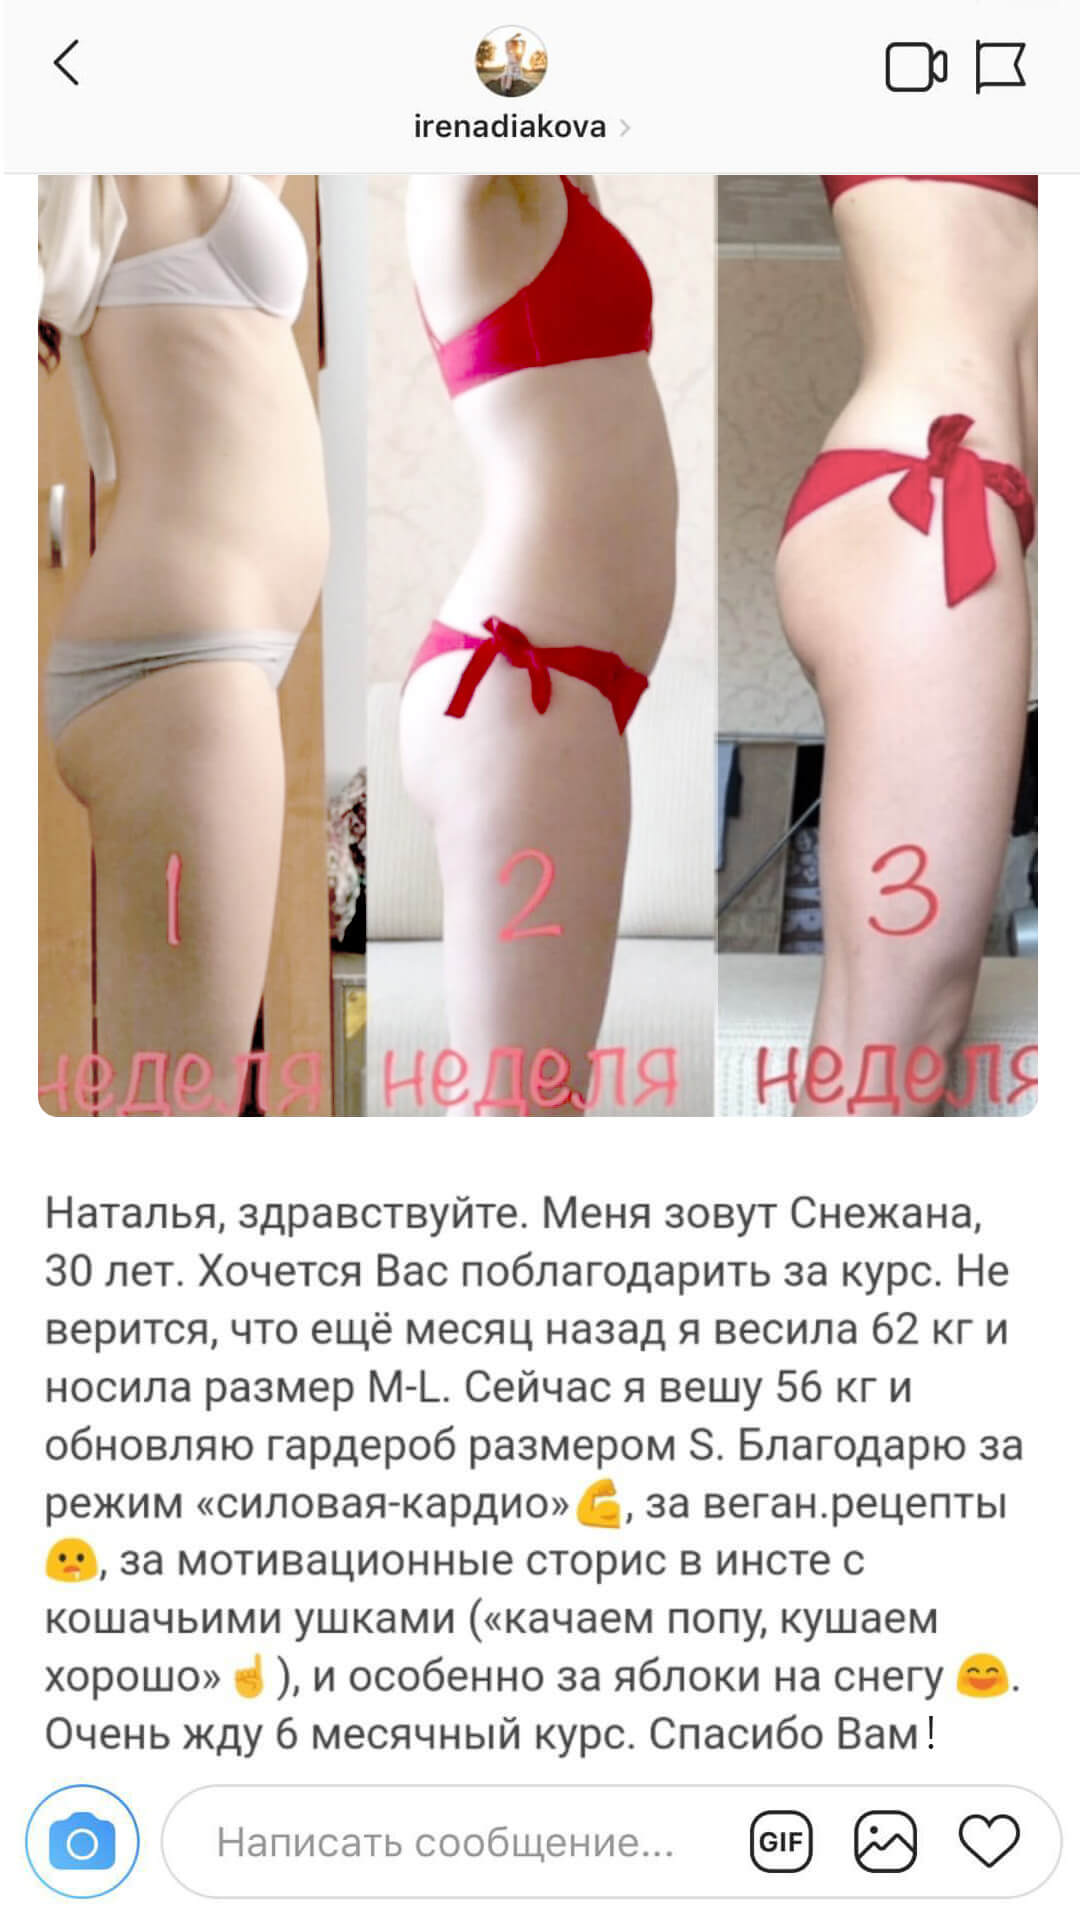 irenadiakova
1 2 3
неделя неделя неделя
Наталья, здравствуйте. Меня зовут Снежана,
30 лет. Хочется Вас поблагодарить за курс. Не
верится, что ещё месяц назад я весила 62 кг и
носила размер M-L. Сейчас я вешу 56 кг и
обновляю гардероб размером S. Благодарю за
режим «силовая-кардио»💪, за веган.рецепты
🤤, за мотивационные сторис в инсте с
кошачьими ушками («качаем попу, кушаем
хорошо»☝), и особенно за яблоки на снегу 😄.
Очень жду 6 месячный курс. Спасибо Вам!
Написать сообщение... GIF